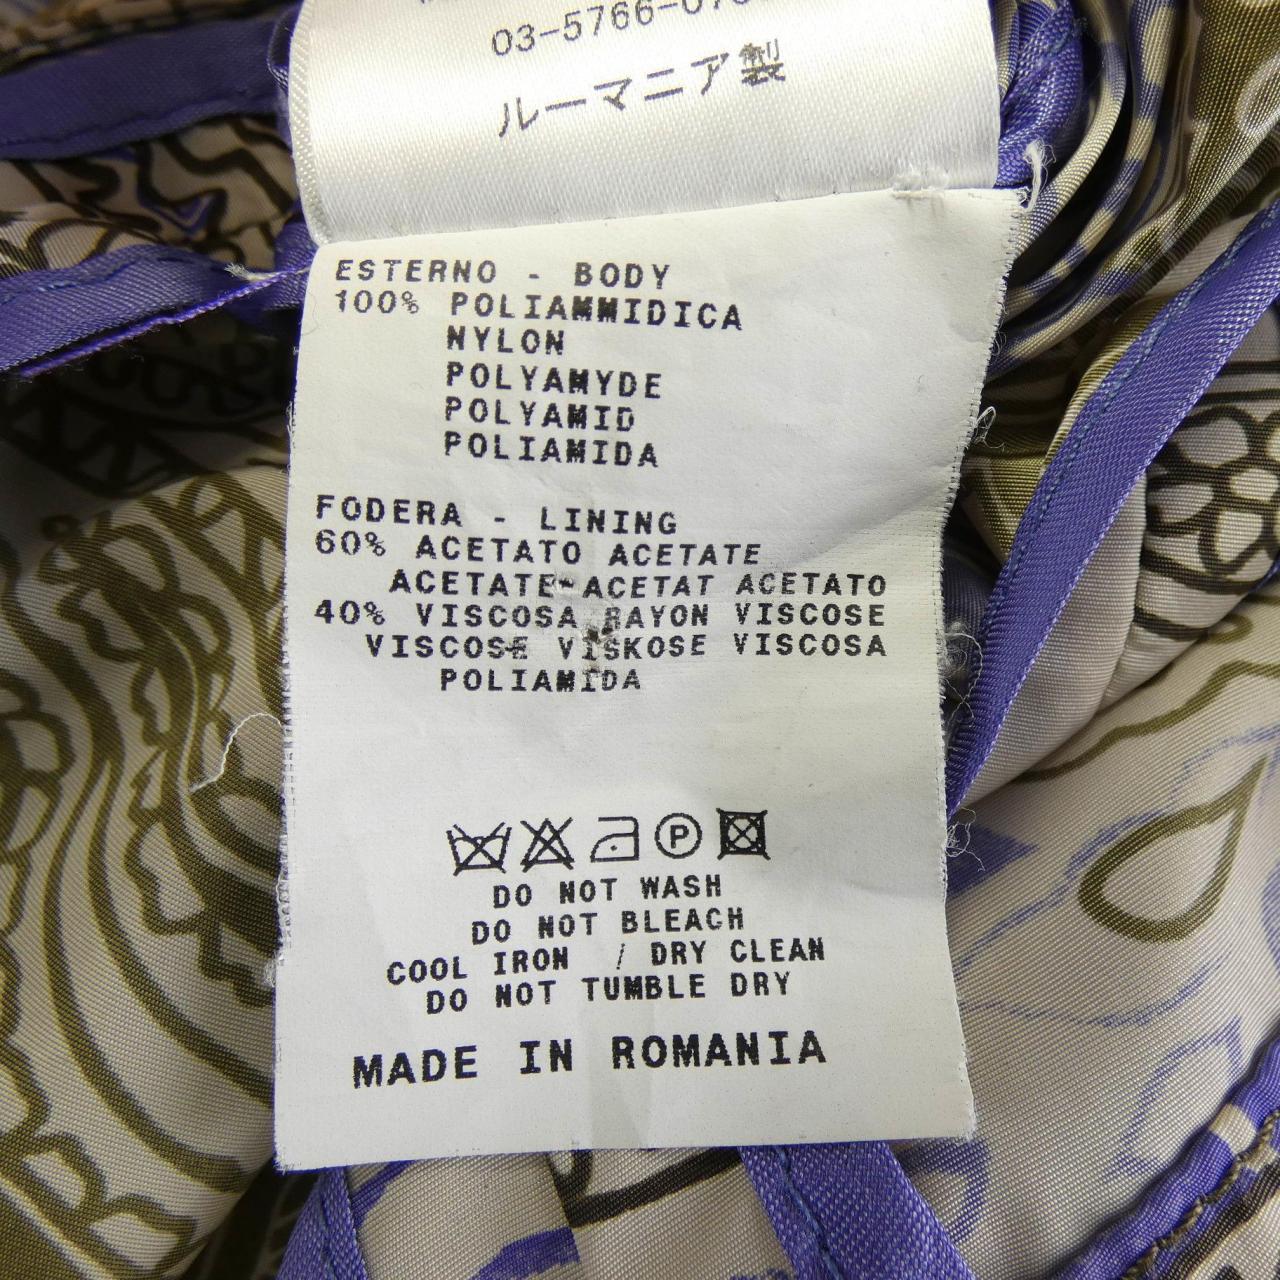 03-5766-07
ルーマニア製
ESTERNO - BODY
100% POLIAMMIDICA
NYLON
POLYAMYDE
POLYAMID
POLIAMIDA
FODERA - LINING
60% ACETATO ACETATE
ACETATE-ACETAT ACETATO
40% VISCOSA RAYON VISCOSE
VISCOSE VISKOSE VISCOSA
POLIAMIDA
P
DO NOT WASH
DO NOT BLEACH
COOL IRON / DRY CLEAN
DO NOT TUMBLE DRY
MADE IN ROMANIA